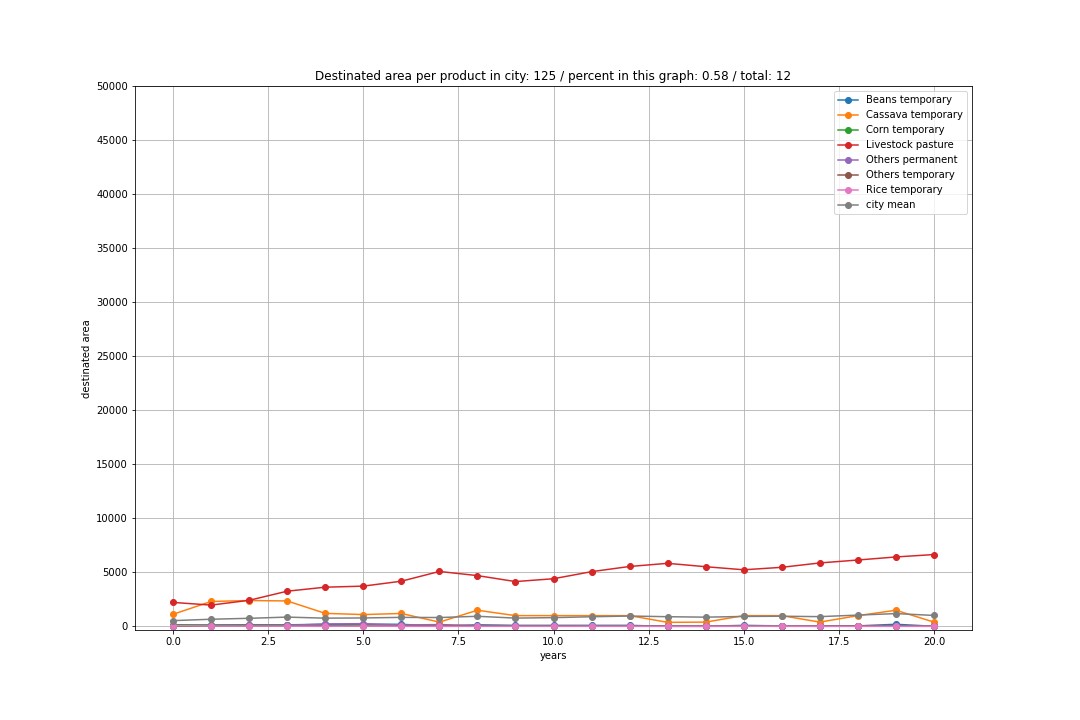 Destinated area per product in city: 125 / percent in this graph: 0.58 / total: 12
50000
45000
40000
35000
30000
25000
20000
15000
10000
5000
0
destinated area
Beans temporary
Cassava temporary
Corn temporary
Livestock pasture
Others permanent
Others temporary
Rice temporary
city mean
0.0 2.5 5.0 7.5 10.0 12.5 15.0 17.5 20.0
years